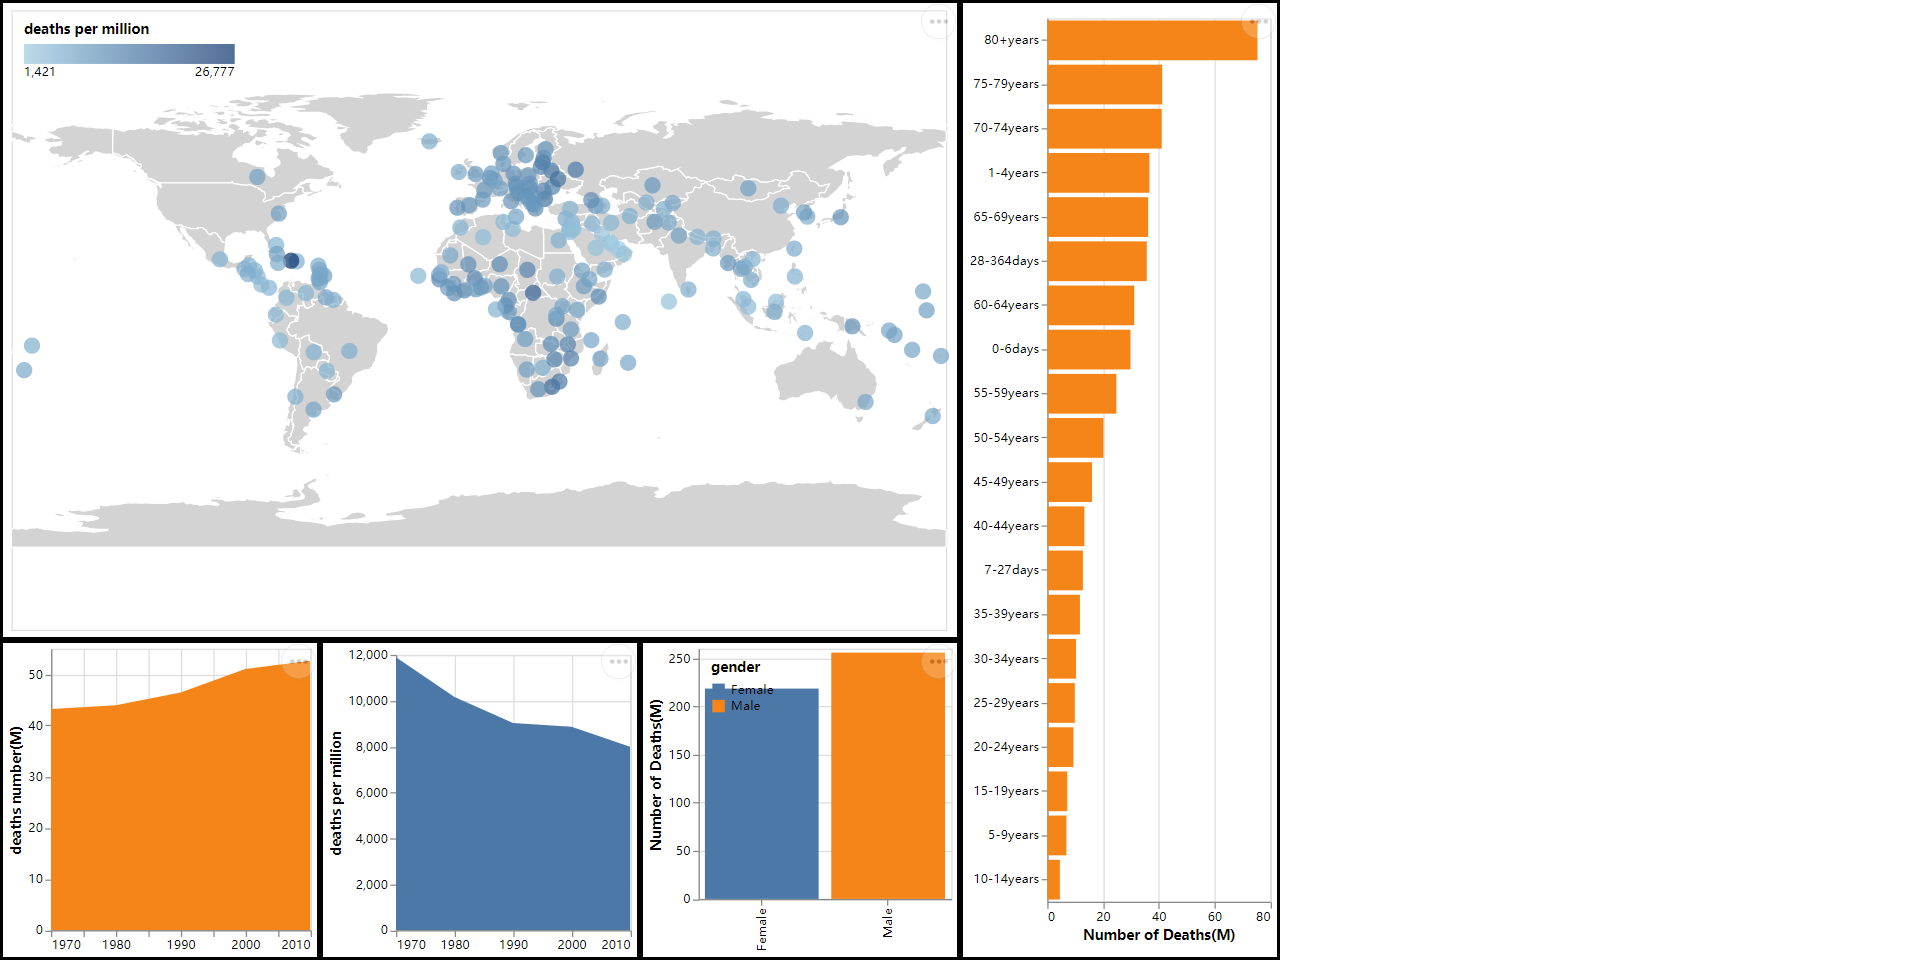 deaths per million
1,421 26,777
80+years
75-79years
70-74years
1-4years
65-69years
28-364days
60-64years
0-6days
55-59years
50-54years
45-49years
40-44years
7-27days
35-39years
30-34years
25-29years
20-24years
15-19years
5-9years
10-14years
0 20 40 60 80
Number of Deaths(M)
deaths number(M)
50
40
30
20
10
0
1970 1980 1990 2000 2010
deaths per million
12,000
10,000
8,000
6,000
4,000
2,000
0
1970 1980 1990 2000 2010
Number of Deaths(M)
250
200
150
100
50
0
gender
Female
Male
Female Male